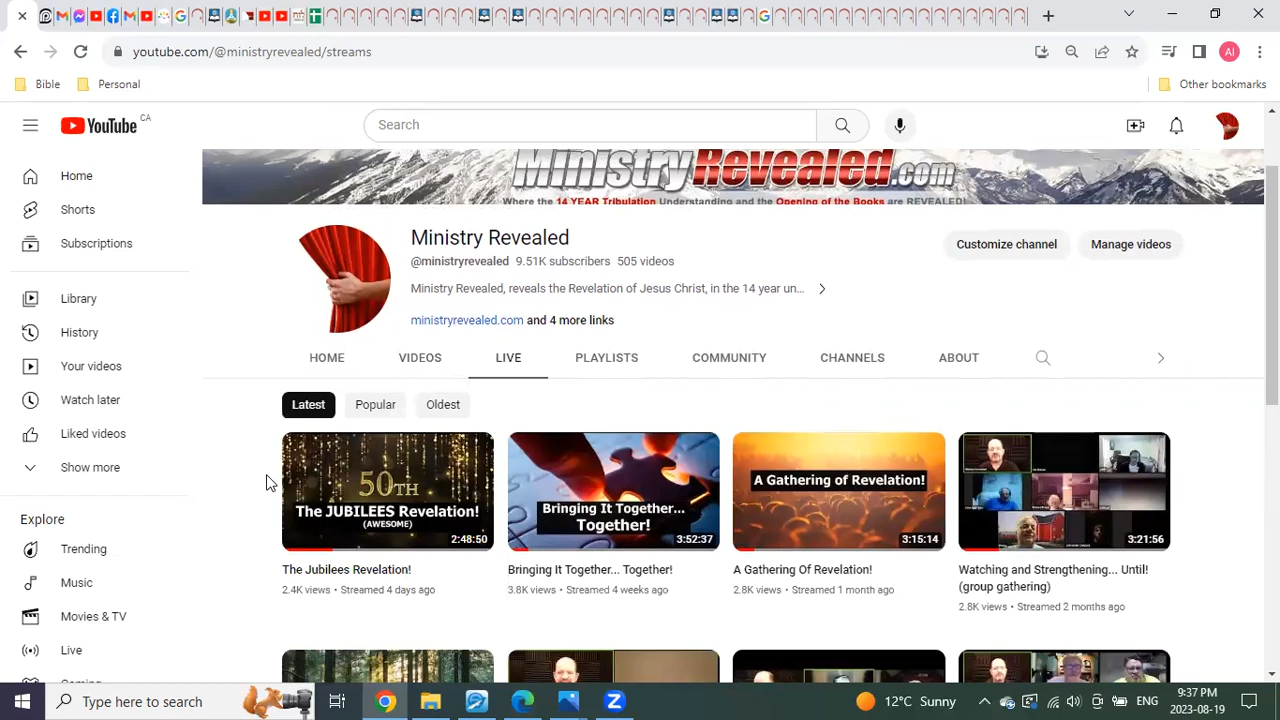 youtube.com/@ministryrevealed/streams
Bible
Personal
Other bookmarks
YouTube CA
Search
MinistryRevealed.com
Where the 14 YEAR Tribulation Understanding and the Opening of the Books are REVEALED!
Home
Shorts
Subscriptions
Library
History
Your videos
Watch later
Liked videos
Show more
Explore
Trending
Music
Movies & TV
Live
Gaming
Ministry Revealed
@ministryrevealed 9.51K subscribers 505 videos
Ministry Revealed, reveals the Revelation of Jesus Christ, in the 14 year un...
ministryrevealed.com and 4 more links
Customize channel
Manage videos
HOME VIDEOS LIVE PLAYLISTS COMMUNITY CHANNELS ABOUT
Latest Popular Oldest
50TH
The JUBILEES Revelation!
(AWESOME)
2:48:50
The Jubilees Revelation!
2.4K views • Streamed 4 days ago
Bringing It Together...
Together!
3:52:37
Bringing It Together... Together!
3.8K views • Streamed 4 weeks ago
A Gathering of Revelation!
3:15:14
A Gathering Of Revelation!
2.8K views • Streamed 1 month ago
3:21:56
Watching and Strengthening... Until!
(group gathering)
2.8K views • Streamed 2 months ago
Type here to search
12°C Sunny
ENG
9:37 PM
2023-08-19
AI